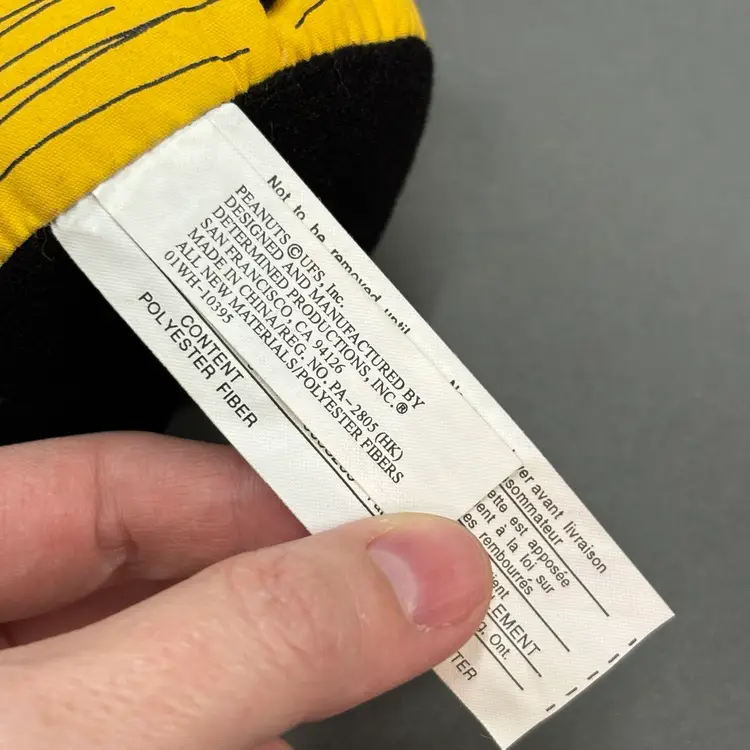 Not to be removed until
N
PEANUTS ©UFS, Inc.
DESIGNED AND MANUFACTURED BY
DETERMINED PRODUCTIONS, INC.®
SAN FRANCISCO, CA 94126
MADE IN CHINA/REG. NO. PA-2805 (HK)
ALL NEW MATERIALS/POLYESTER FIBERS
01WH-10395
CONTENT
POLYESTER FIBER
er avant livraison
sommateur
ette est apposée
ent à la loi sur
es rembourrés
ient
EMENT
g. Ont.
TER